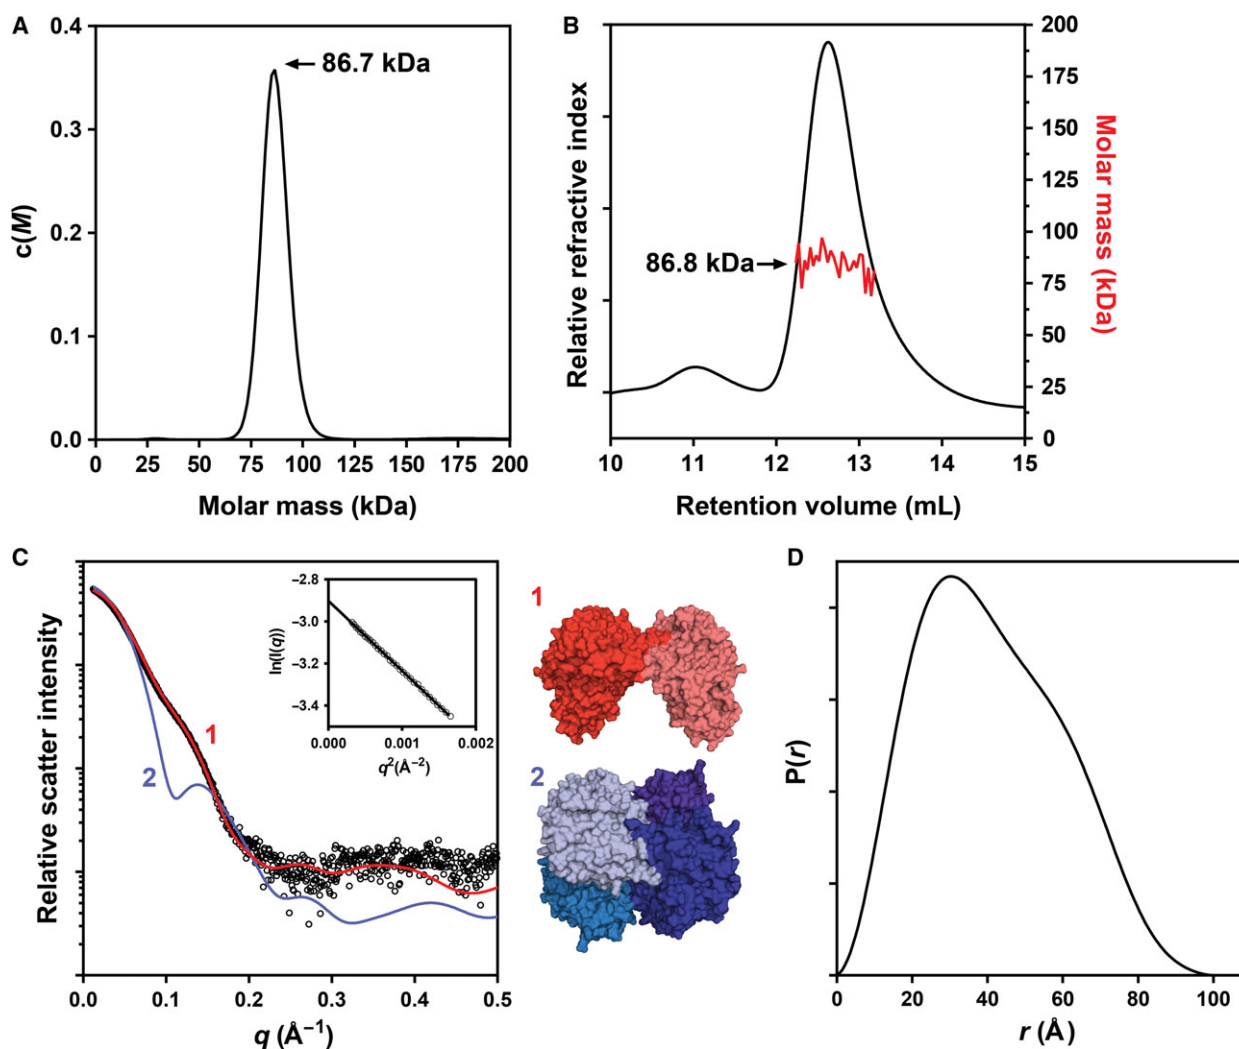 A
0.4
0.3
0.2
0.1
0.0
c(M)
86.7 kDa
0 25 50 75 100 125 150 175 200
Molar mass (kDa)
B
Relative refractive index
86.8 kDa
200
175
150
125
100
75
50
25
0
Molar mass (kDa)
10 11 12 13 14 15
Retention volume (mL)
C
Relative scatter intensity
1
2
−2.8
−3.0
−3.2
−3.4
ln(I(q))
0.000 0.001 0.002
q²(Å⁻²)
0.0 0.1 0.2 0.3 0.4 0.5
q (Å⁻¹)
1
2
D
P(r)
0 20 40 60 80 100
r (Å)